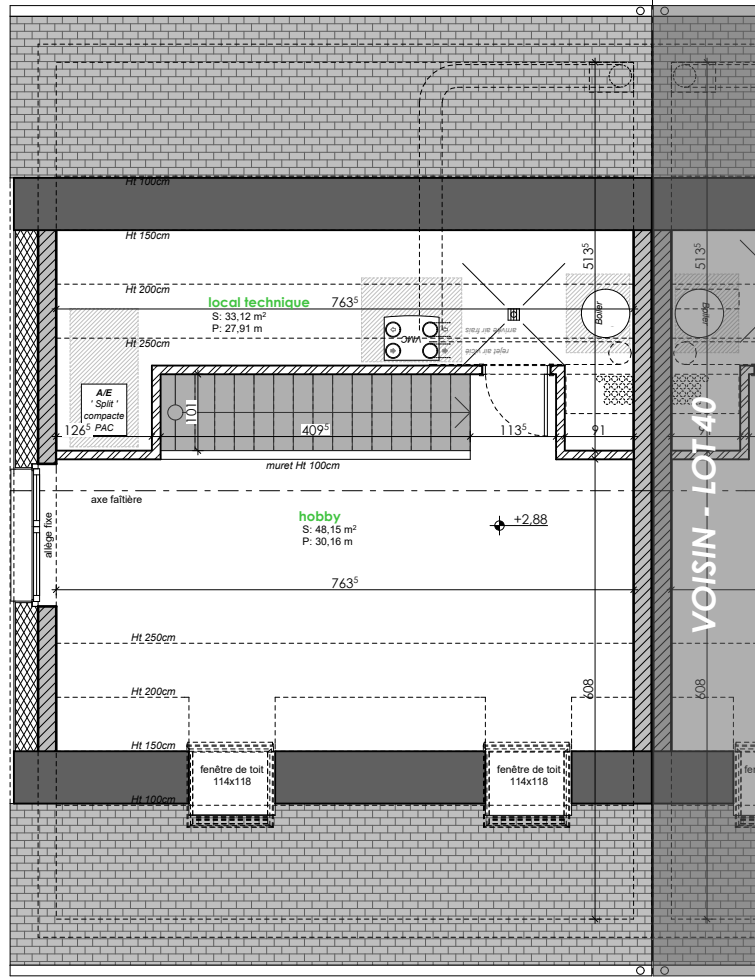 Ht 100cm
Ht 150cm
513⁵
513⁵
Ht 200cm
local technique
763⁵
S: 33,12 m²
P: 27,91 m
Boiler
Boiler
arrivée air frais
VMC
rejet air vicié
Ht 250cm
A/E
' Split '
compacte
PAC
126⁵
101
409⁵
113⁵
91
muret Ht 100cm
axe faîtière
allège fixe
hobby
S: 48,15 m²
P: 30,16 m
+2,88
VOISIN - LOT 40
763⁵
Ht 250cm
Ht 200cm
608
608
Ht 150cm
fenêtre de toit
114x118
fenêtre de toit
114x118
Ht 100cm